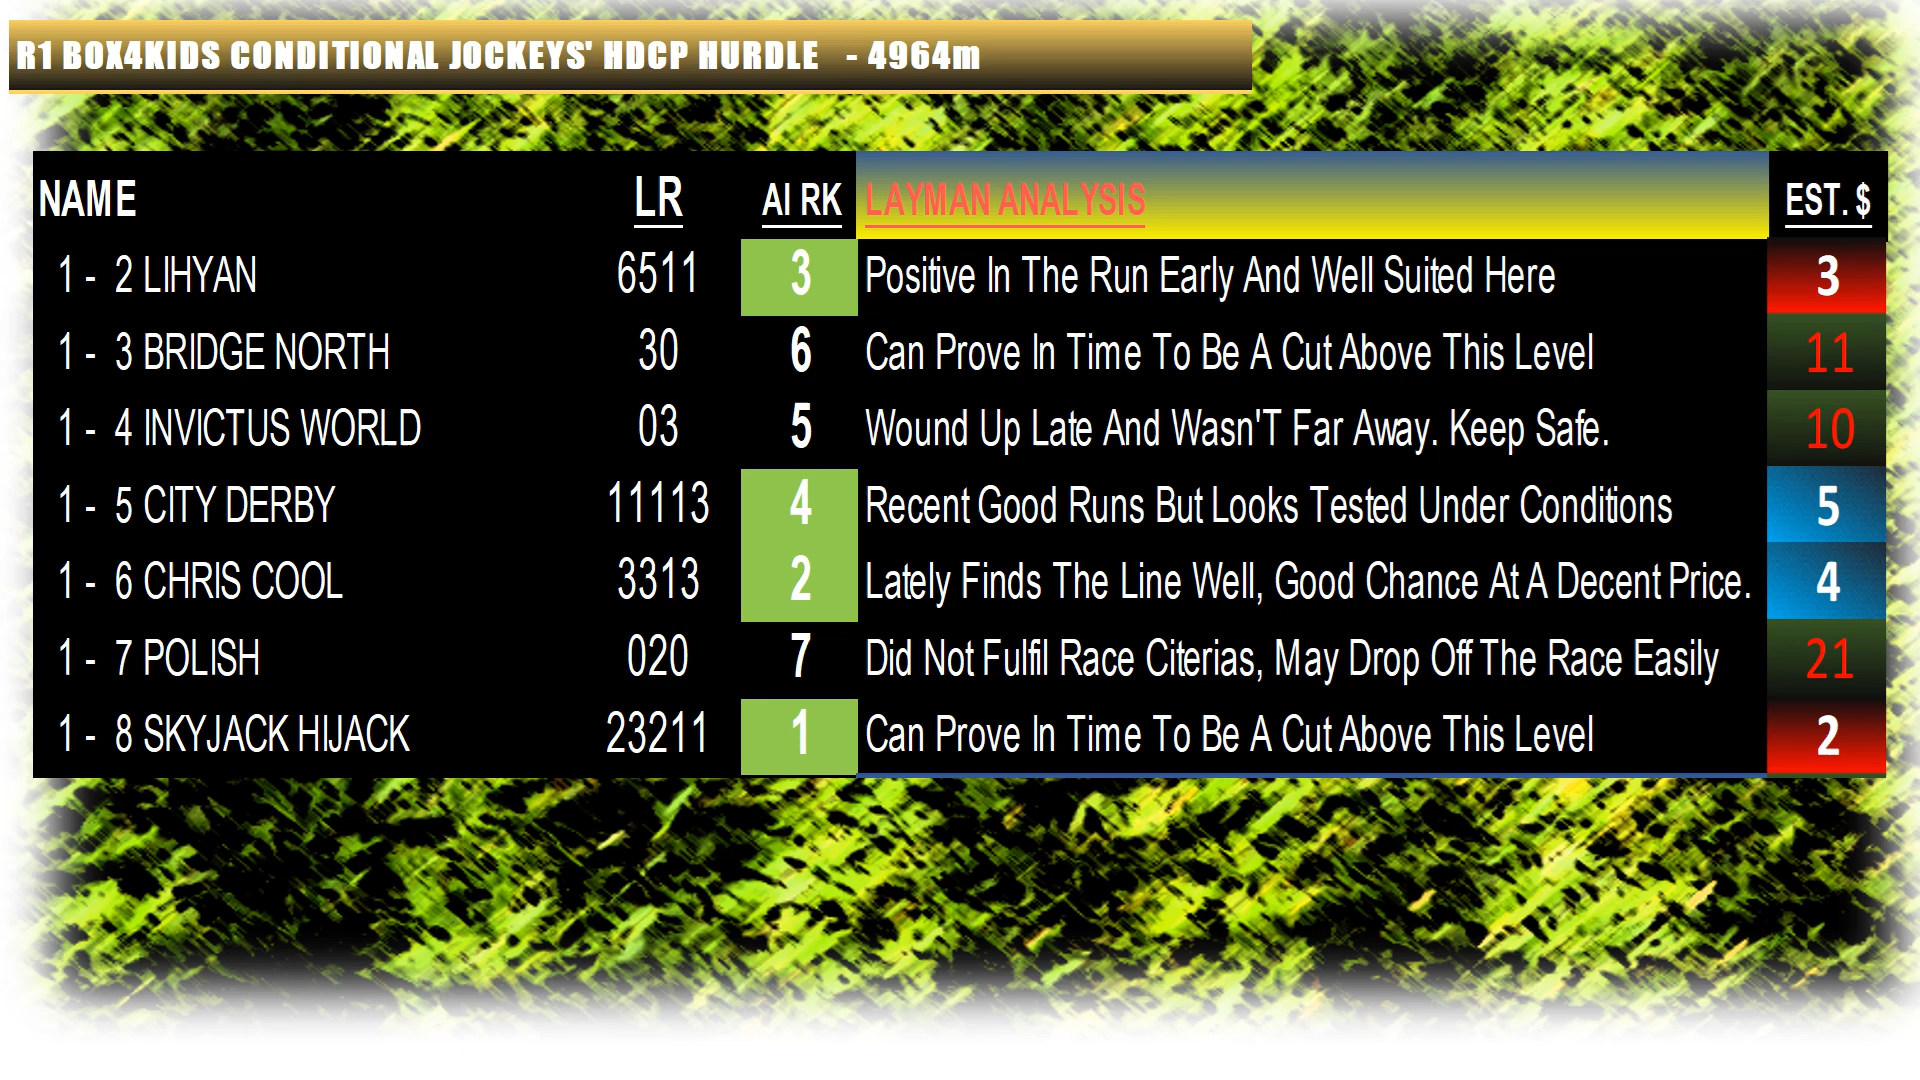 R1 BOX4KIDS CONDITIONAL JOCKEYS' HDCP HURDLE - 4964m
NAME LR AI RK LAYMAN ANALYSIS EST. $
1 - 2 LIHYAN 6511 3 Positive In The Run Early And Well Suited Here 3
1 - 3 BRIDGE NORTH 30 6 Can Prove In Time To Be A Cut Above This Level 11
1 - 4 INVICTUS WORLD 03 5 Wound Up Late And Wasn'T Far Away. Keep Safe. 10
1 - 5 CITY DERBY 11113 4 Recent Good Runs But Looks Tested Under Conditions 5
1 - 6 CHRIS COOL 3313 2 Lately Finds The Line Well, Good Chance At A Decent Price. 4
1 - 7 POLISH 020 7 Did Not Fulfil Race Citerias, May Drop Off The Race Easily 21
1 - 8 SKYJACK HIJACK 23211 1 Can Prove In Time To Be A Cut Above This Level 2